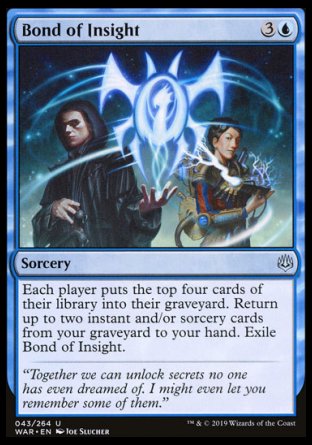 Bond of Insight 3
Sorcery
Each player puts the top four cards of
their library into their graveyard. Return
up to two instant and/or sorcery cards
from your graveyard to your hand. Exile
Bond of Insight.
“Together we can unlock secrets no one
has even dreamed of. I might even let you
remember some of them.”
043/264 U
WAR • EN Joe Slucher
™ & © 2019 Wizards of the Coast